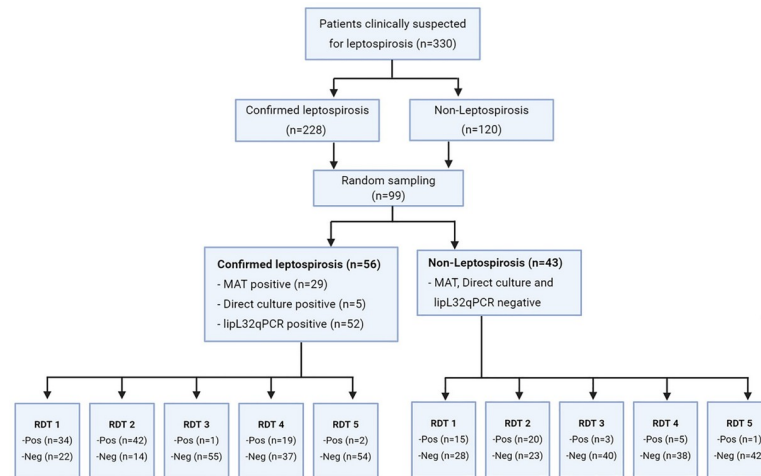 Patients clinically suspected
for leptospirosis (n=330)
Confirmed leptospirosis
(n=228)
Non-Leptospirosis
(n=120)
Random sampling
(n=99)
Confirmed leptospirosis (n=56)
- MAT positive (n=29)
- Direct culture positive (n=5)
- lipL32qPCR positive (n=52)
Non-Leptospirosis (n=43)
- MAT, Direct culture and
lipL32qPCR negative
RDT 1
-Pos (n=34)
-Neg (n=22)
RDT 2
-Pos (n=42)
-Neg (n=14)
RDT 3
-Pos (n=1)
-Neg (n=55)
RDT 4
-Pos (n=19)
-Neg (n=37)
RDT 5
-Pos (n=2)
-Neg (n=54)
RDT 1
-Pos (n=15)
-Neg (n=28)
RDT 2
-Pos (n=20)
-Neg (n=23)
RDT 3
-Pos (n=3)
-Neg (n=40)
RDT 4
-Pos (n=5)
-Neg (n=38)
RDT 5
-Pos (n=1)
-Neg (n=42